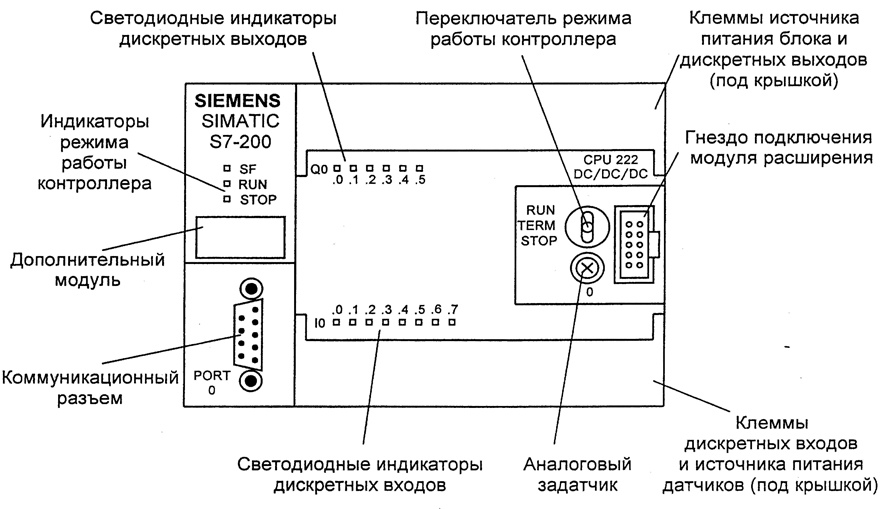 Светодиодные индикаторы
дискретных выходов
Переключатель режима
работы контроллера
Клеммы источника
питания блока и
дискретных выходов
(под крышкой)
Индикаторы
режима
работы
контроллера
SIEMENS
SIMATIC
S7-200
SF
RUN
STOP
Q0
.0 .1 .2 .3 .4 .5
CPU 222
DC/DC/DC
Гнездо подключения
модуля расширения
RUN
TERM
STOP
0
Дополнительный
модуль
.0 .1 .2 .3 .4 .5 .6 .7
I0
Коммуникационный
разъем
PORT
0
Светодиодные индикаторы
дискретных входов
Аналоговый
задатчик
Клеммы
дискретных входов
и источника питания
датчиков (под крышкой)